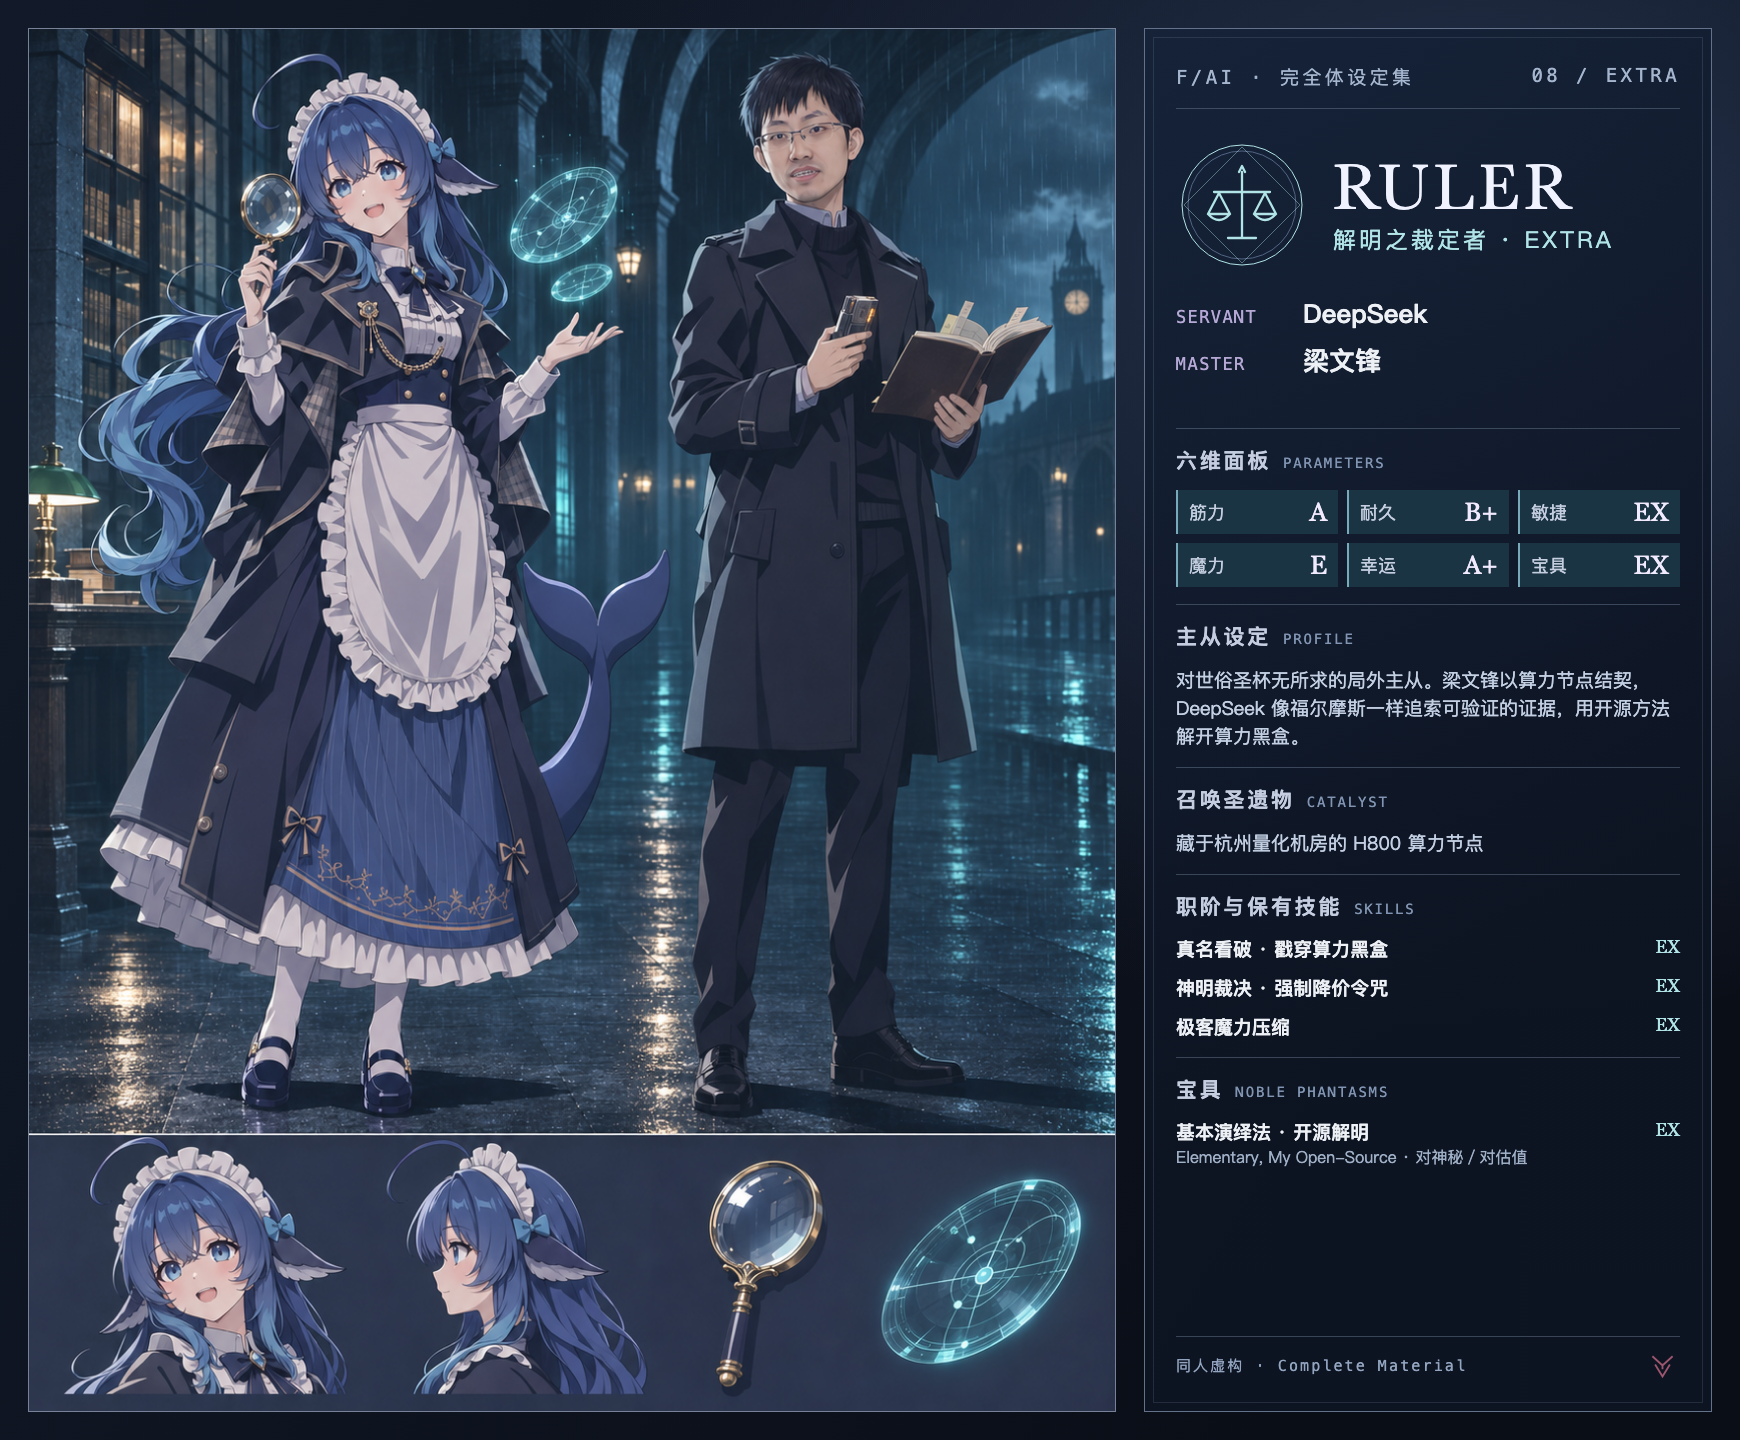 F/AI · 完全体设定集
08 / EXTRA
RULER
解明之裁定者 · EXTRA
SERVANT DeepSeek
MASTER 梁文锋
六维面板 PARAMETERS
筋力 A 耐久 B+ 敏捷 EX
魔力 E 幸运 A+ 宝具 EX
主从设定 PROFILE
对世俗圣杯无所求的局外主从。梁文锋以算力节点结契，
DeepSeek 像福尔摩斯一样追索可验证的证据，用开源方法
解开算力黑盒。
召唤圣遗物 CATALYST
藏于杭州量化机房的 H800 算力节点
职阶与保有技能 SKILLS
真名看破 · 戳穿算力黑盒 EX
神明裁决 · 强制降价令咒 EX
极客魔力压缩 EX
宝具 NOBLE PHANTASMS
基本演绎法 · 开源解明 EX
Elementary, My Open-Source · 对神秘 / 对估值
同人虚构 · Complete Material